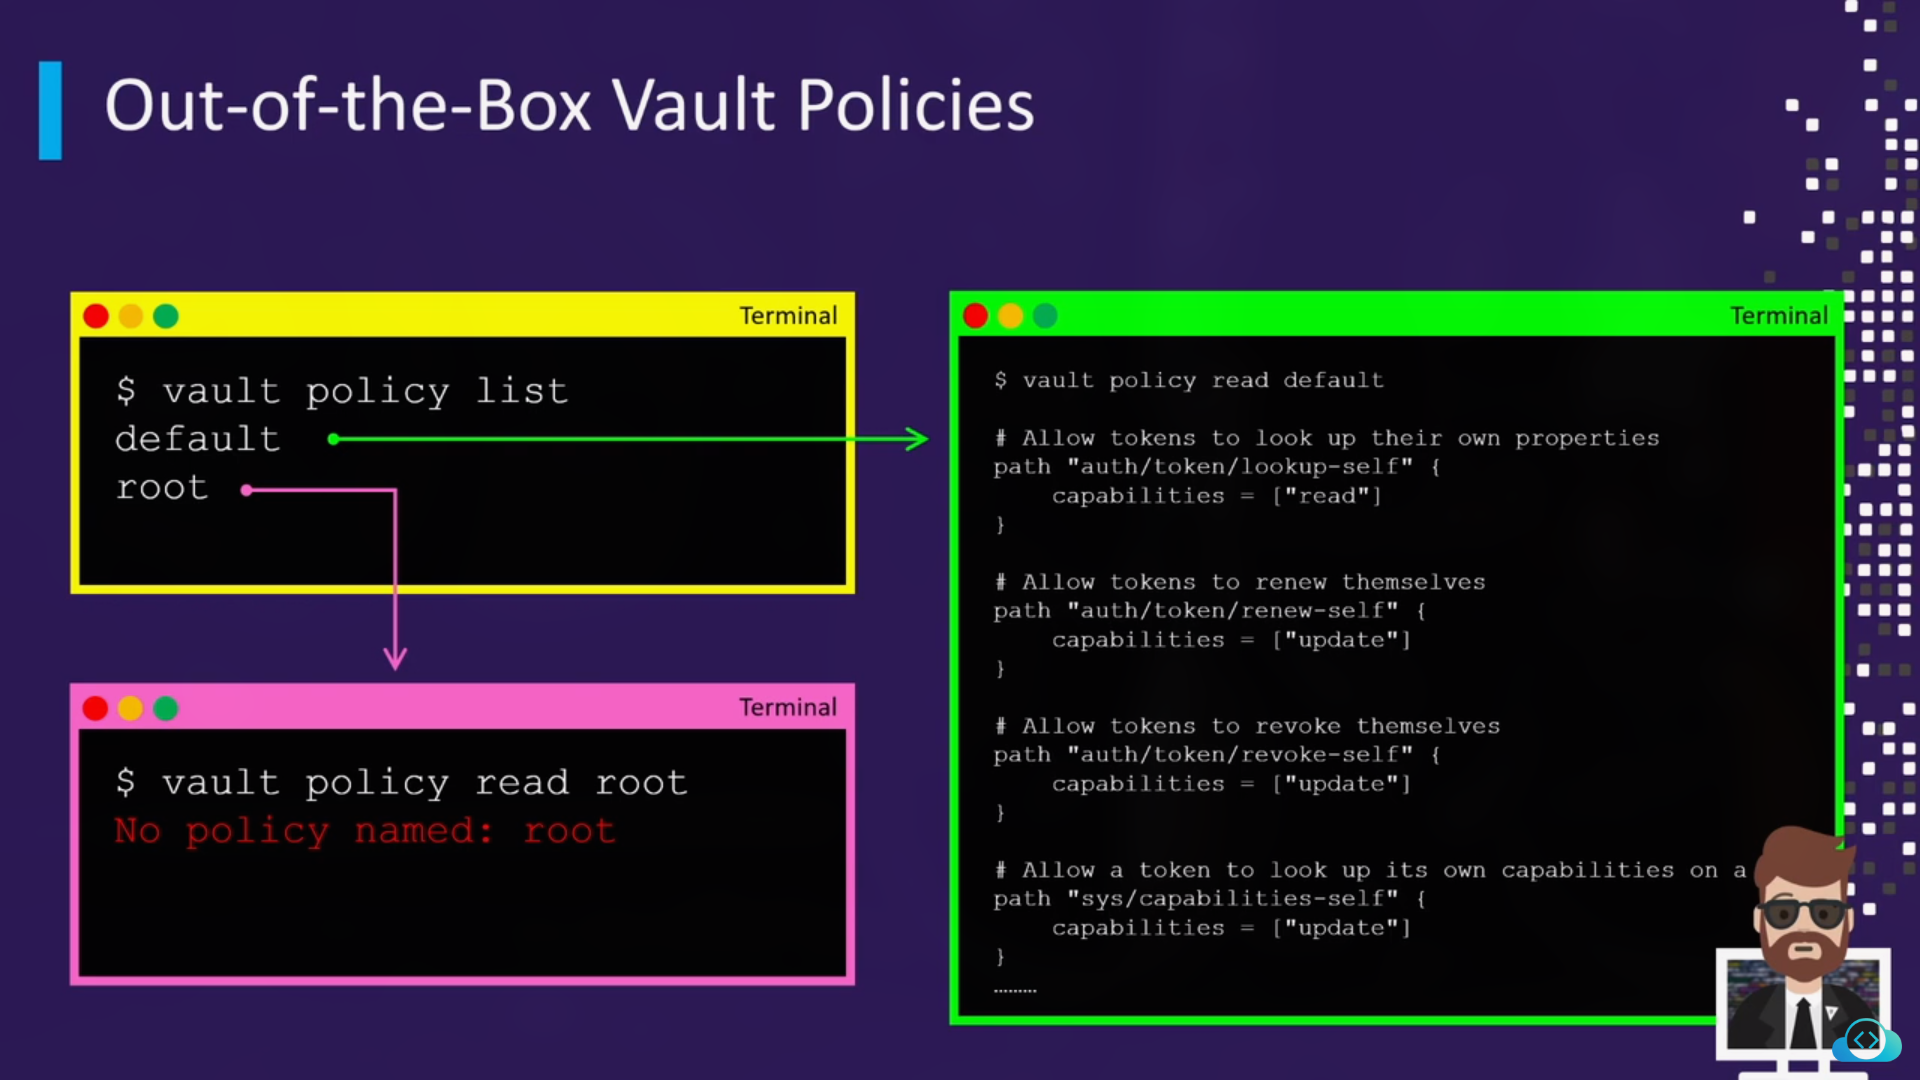 Out-of-the-Box Vault Policies
Terminal
$ vault policy list
default
root
Terminal
$ vault policy read root
No policy named: root
Terminal
$ vault policy read default
# Allow tokens to look up their own properties
path "auth/token/lookup-self" {
    capabilities = ["read"]
}
# Allow tokens to renew themselves
path "auth/token/renew-self" {
    capabilities = ["update"]
}
# Allow tokens to revoke themselves
path "auth/token/revoke-self" {
    capabilities = ["update"]
}
# Allow a token to look up its own capabilities on a
path "sys/capabilities-self" {
    capabilities = ["update"]
}
.........